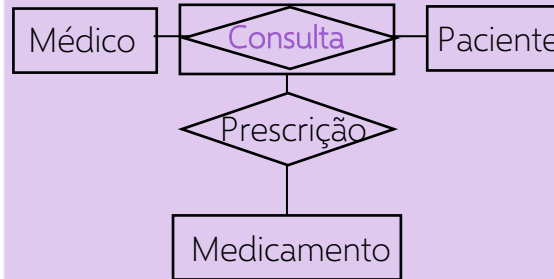 Médico
Consulta
Paciente
Prescrição
Medicamento